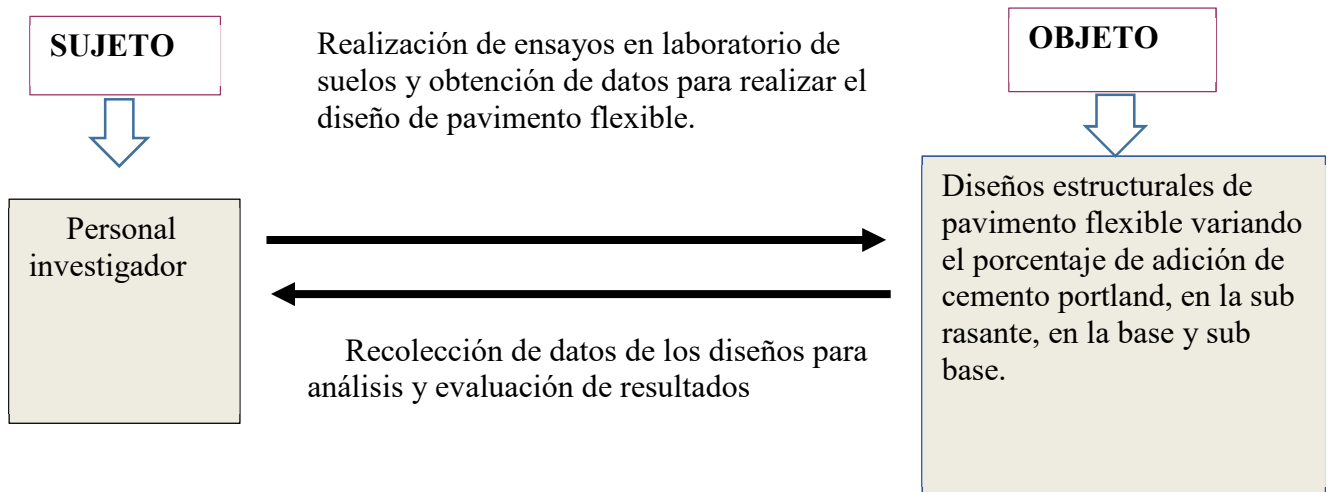 SUJETO
Realización de ensayos en laboratorio de
suelos y obtención de datos para realizar el
diseño de pavimento flexible.
OBJETO
Personal
investigador
Diseños estructurales de
pavimento flexible variando
el porcentaje de adición de
cemento portland, en la sub
rasante, en la base y sub
base.
Recolección de datos de los diseños para
análisis y evaluación de resultados